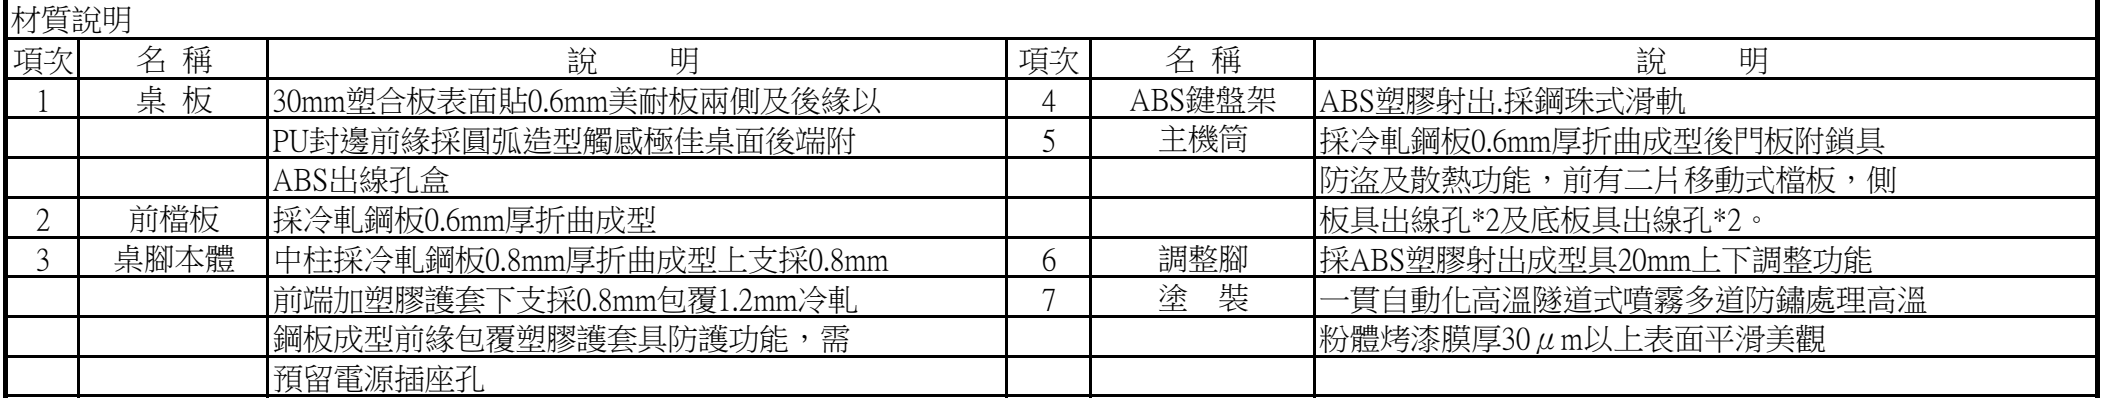 材質說明
項次 名 稱 說 明 項次 名 稱 說 明
1 桌 板 30mm塑合板表面貼0.6mm美耐板兩側及後緣以 4 ABS鍵盤架 ABS塑膠射出.採鋼珠式滑軌
PU封邊前緣採圓弧造型觸感極佳桌面後端附 5 主機筒 採冷軋鋼板0.6mm厚折曲成型後門板附鎖具
ABS出線孔盒 防盜及散熱功能，前有二片移動式檔板，側
2 前檔板 採冷軋鋼板0.6mm厚折曲成型 板具出線孔*2及底板具出線孔*2。
3 桌腳本體 中柱採冷軋鋼板0.8mm厚折曲成型上支採0.8mm 6 調整腳 採ABS塑膠射出成型具20mm上下調整功能
前端加塑膠護套下支採0.8mm包覆1.2mm冷軋 7 塗 裝 一貫自動化高溫隧道式噴霧多道防鏽處理高溫
鋼板成型前緣包覆塑膠護套具防護功能，需 粉體烤漆膜厚30μm以上表面平滑美觀
預留電源插座孔